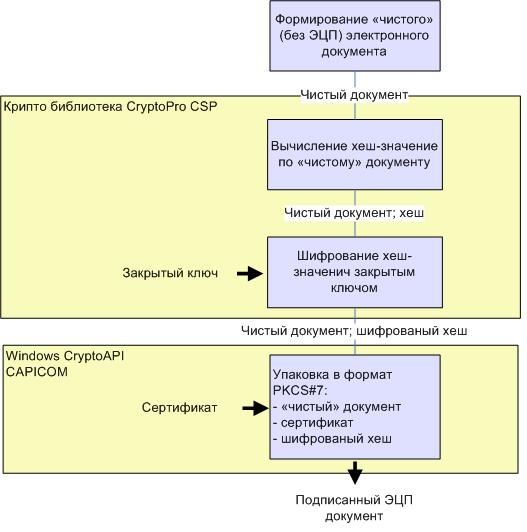 Формирование «чистого»
(без ЭЦП) электронного
документа
Чистый документ
Крипто библиотека CryptoPro CSP
Вычисление хеш-значение
по «чистому» документу
Чистый документ; хеш
Шифрование хеш-
значенич закрытым
ключом
Закрытый ключ
Чистый документ; шифрованый хеш
Windows CryptoAPI
CAPICOM
Упаковка в формат
PKCS#7:
- «чистый» документ
- сертификат
- шифрованый хеш
Сертификат
Подписанный ЭЦП
документ